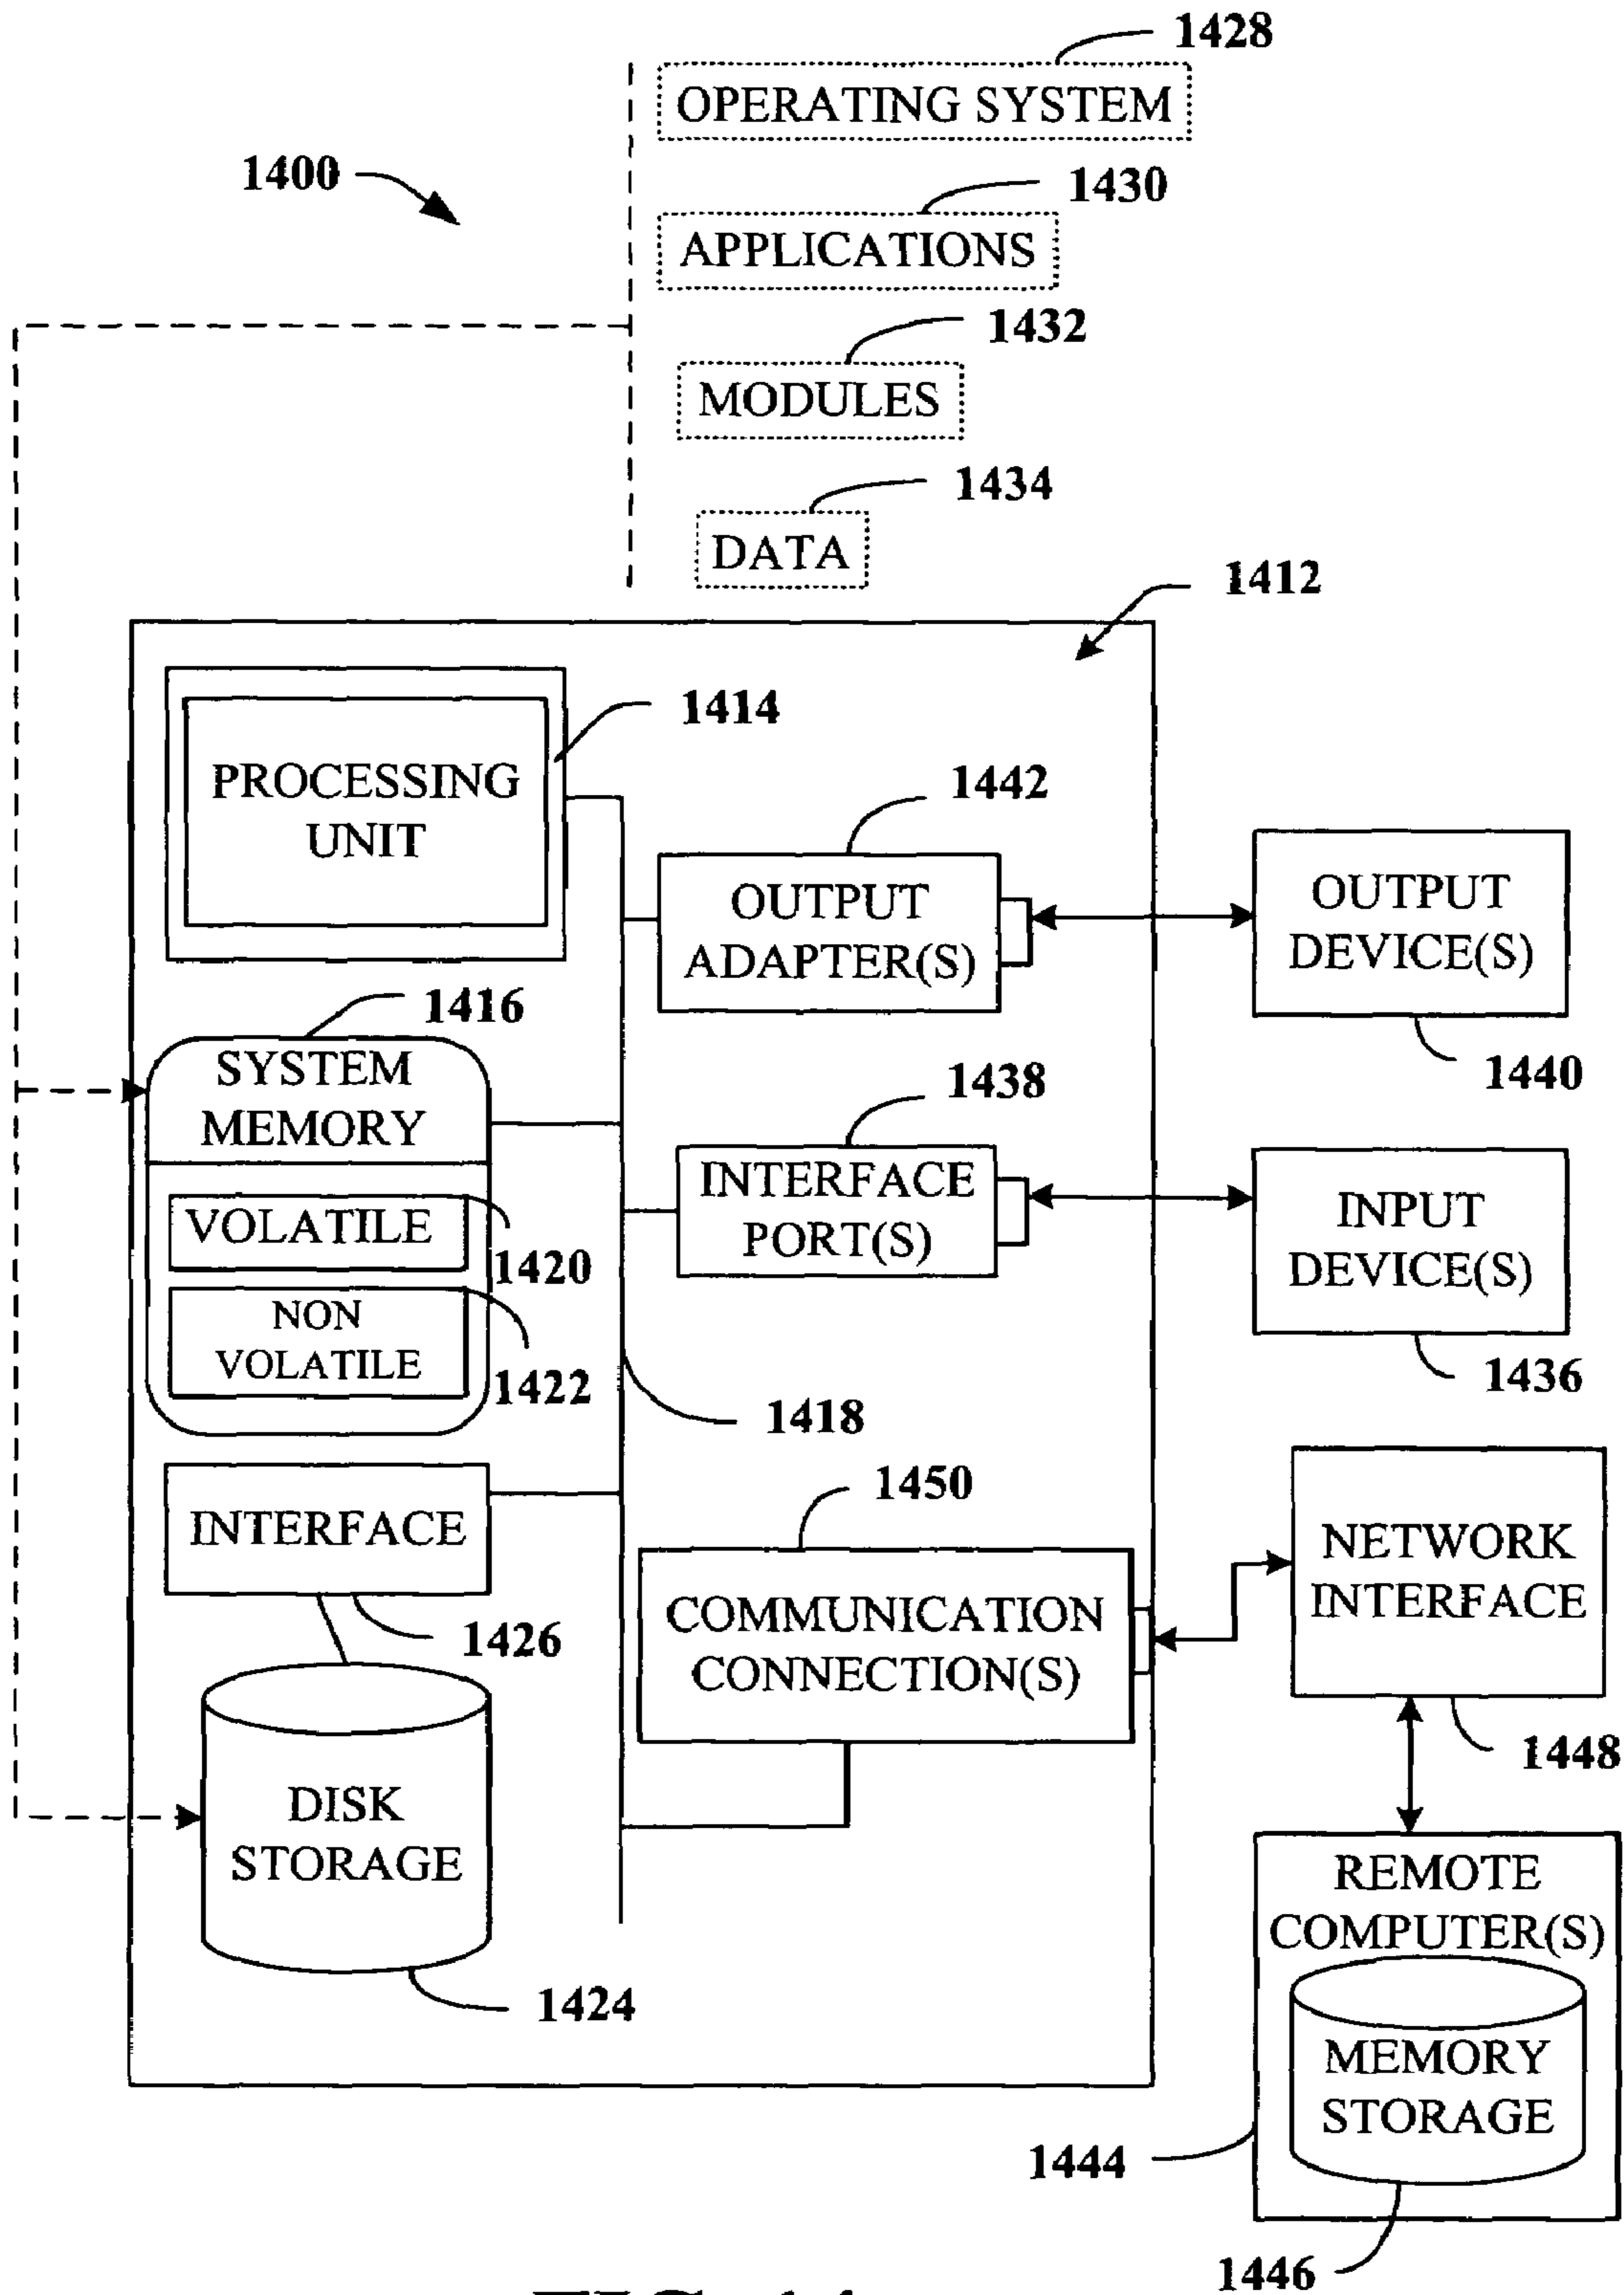 1428
OPERATING SYSTEM
1400
1430
APPLICATIONS
1432
MODULES
1434
DATA
1412
1414
PROCESSING
UNIT
1442
OUTPUT
ADAPTER(S)
OUTPUT
DEVICE(S)
1440
1416
SYSTEM
MEMORY
1438
INTERFACE
PORT(S)
INPUT
DEVICE(S)
1436
VOLATILE
1420
NON
VOLATILE
1422
1418
1450
INTERFACE
1426
COMMUNICATION
CONNECTION(S)
NETWORK
INTERFACE
1448
DISK
STORAGE
1424
REMOTE
COMPUTER(S)
MEMORY
STORAGE
1444
1446